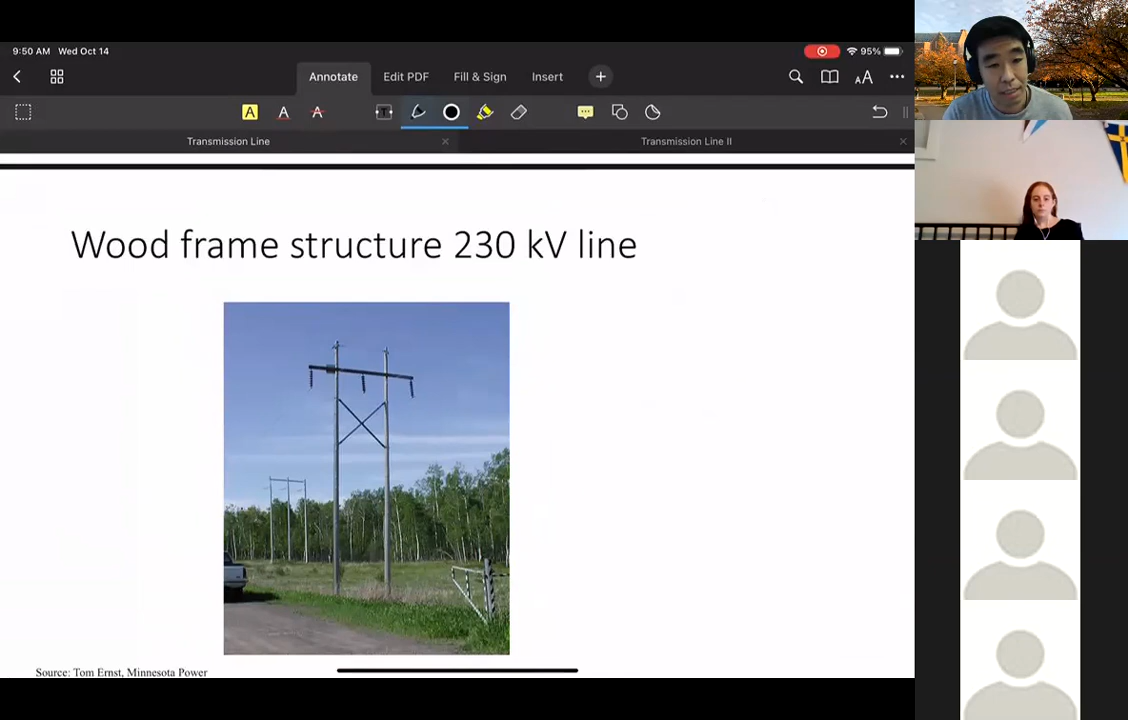 9:50 AM Wed Oct 14
95%
Annotate
Edit PDF
Fill & Sign
Insert
AA
A
A
A
T
Transmission Line
Transmission Line II
Wood frame structure 230 kV line
Source: Tom Ernst, Minnesota Power